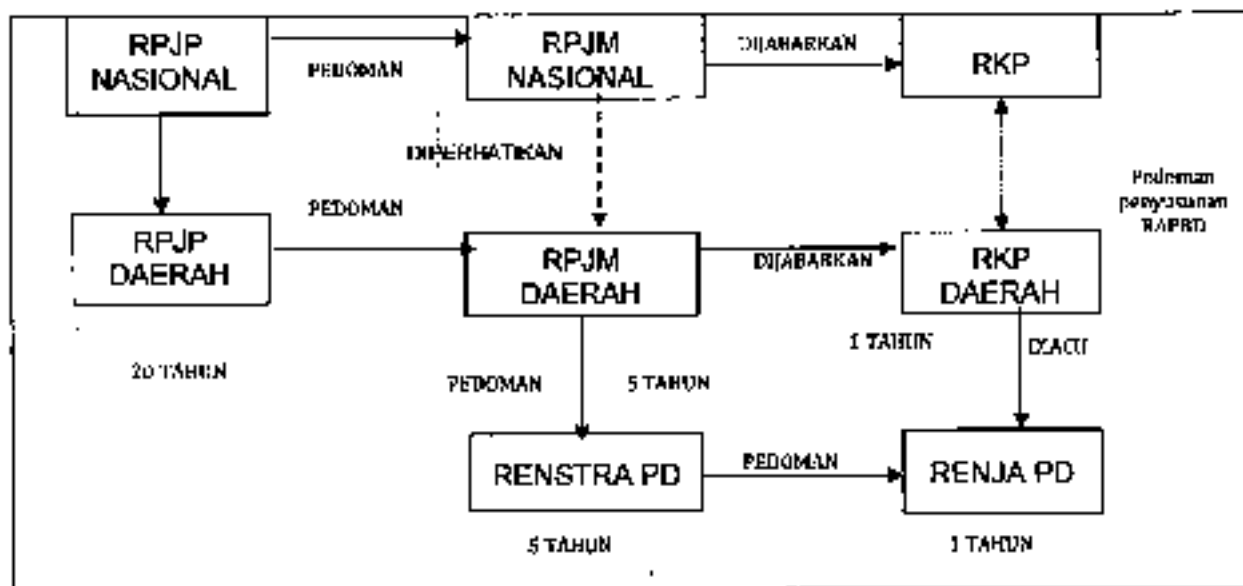 RPJP
NASIONAL
PEDOMAN
RPJM
NASIONAL
DIJABARKAN
RKP
DIPERHATIKAN
Pedoman
penyusunan
RAPBD
RPJP
DAERAH
PEDOMAN
RPJM
DAERAH
DIJABARKAN
RKP
DAERAH
20 TAHUN
PEDOMAN
5 TAHUN
1 TAHUN
DIACU
RENSTRA PD
PEDOMAN
RENJA PD
5 TAHUN
1 TAHUN